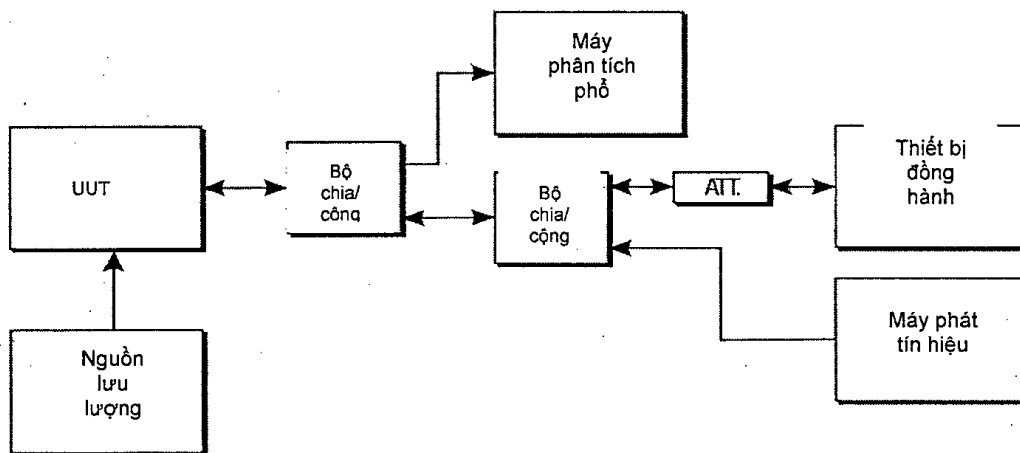 Máy
phân tích
phổ
UUT
Bộ
chia/
công
Bộ
chia/
cộng
ATT.
Thiết bị
đồng
hành
Máy phát
tín hiệu
Nguồn
lưu
lượng